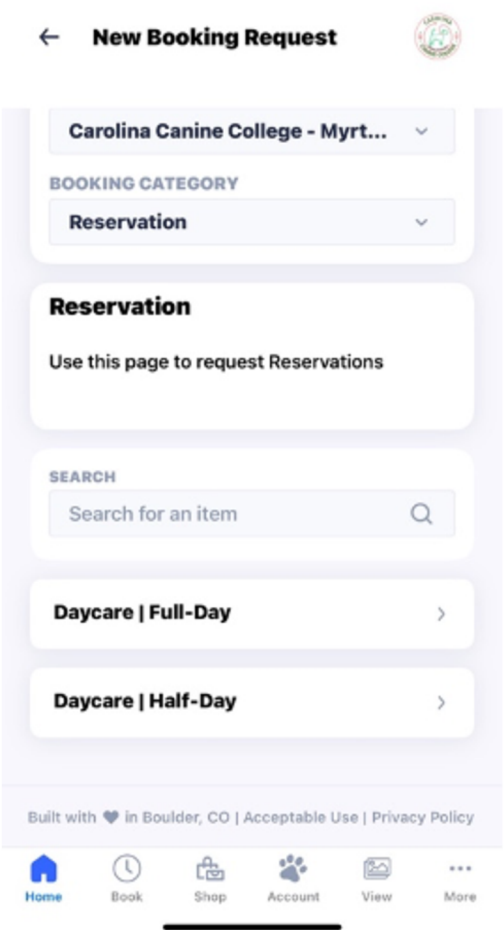 New Booking Request
Carolina Canine College - Myrt...
BOOKING CATEGORY
Reservation
Reservation
Use this page to request Reservations
SEARCH
Search for an item
Daycare | Full-Day
Daycare | Half-Day
Built with ♥ in Boulder, CO | Acceptable Use | Privacy Policy
Home Book Shop Account View More